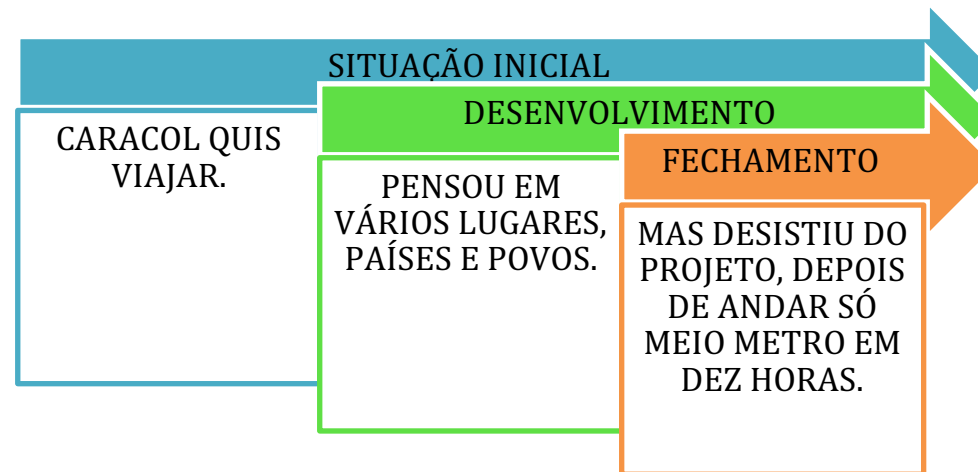 SITUAÇÃO INICIAL
CARACOL QUIS
VIAJAR.
DESENVOLVIMENTO
PENSOU EM
VÁRIOS LUGARES,
PAÍSES E POVOS.
FECHAMENTO
MAS DESISTIU DO
PROJETO, DEPOIS
DE ANDAR SÓ
MEIO METRO EM
DEZ HORAS.